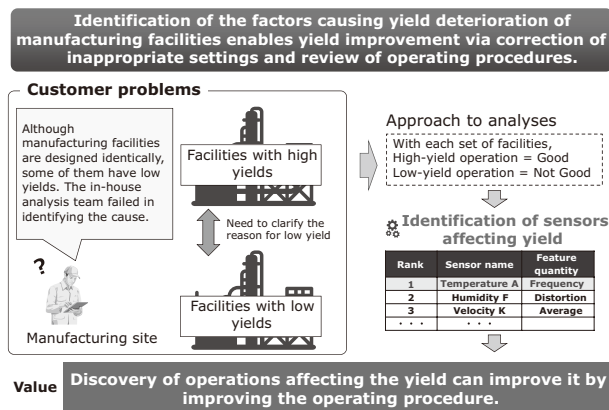 Identification of the factors causing yield deterioration of
manufacturing facilities enables yield improvement via correction of
inappropriate settings and review of operating procedures.
Customer problems
Although
manufacturing facilities
are designed identically,
some of them have low
yields. The in-house
analysis team failed in
identifying the cause.
?
Manufacturing site
Facilities with high
yields
Need to clarify the
reason for low yield
Facilities with low
yields
Approach to analyses
With each set of facilities,
High-yield operation = Good
Low-yield operation = Not Good
Identification of sensors
affecting yield
Rank Sensor name Feature quantity
1 Temperature A Frequency
2 Humidity F Distortion
3 Velocity K Average
· · · · · ·
Value
Discovery of operations affecting the yield can improve it by
improving the operating procedure.